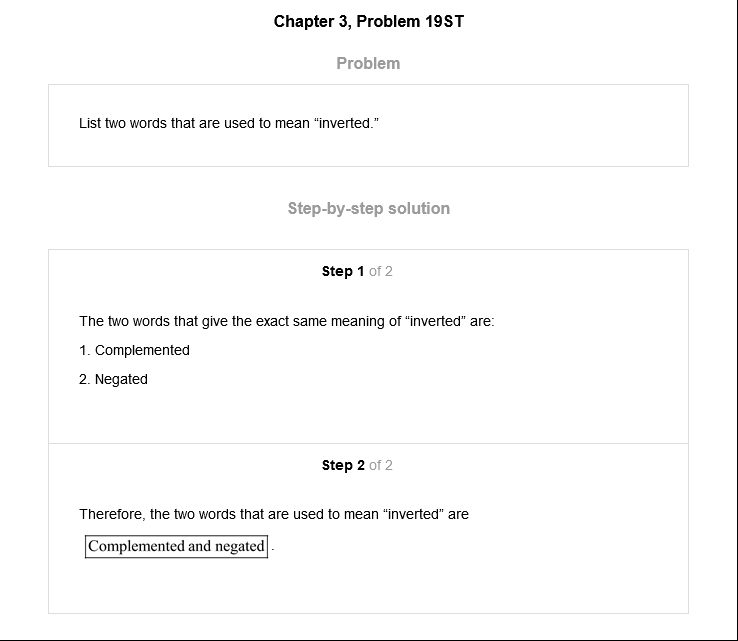 Chapter 3, Problem 19ST
Problem
List two words that are used to mean “inverted.”
Step-by-step solution
Step 1 of 2
The two words that give the exact same meaning of “inverted” are:
1. Complemented
2. Negated
Step 2 of 2
Therefore, the two words that are used to mean “inverted” are
Complemented and negated .